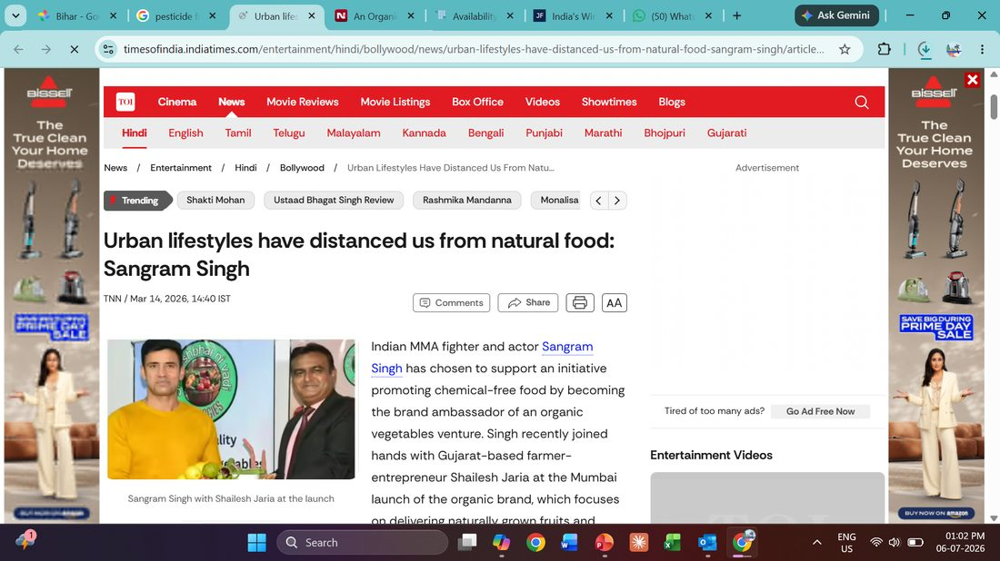 Bihar - Go
pesticide f
Urban lifes
An Organi
Availability
India's Wi
(50) Whats
Ask Gemini
timesofindia.indiatimes.com/entertainment/hindi/bollywood/news/urban-lifestyles-have-distanced-us-from-natural-food-sangram-singh/article...
BISSELL
The
True Clean
Your Home
Deserves
SAVE BIG DURING
PRIME DAY
SALE
BUY NOW ON amazon
TOI
Cinema News Movie Reviews Movie Listings Box Office Videos Showtimes Blogs
Hindi English Tamil Telugu Malayalam Kannada Bengali Punjabi Marathi Bhojpuri Gujarati
News / Entertainment / Hindi / Bollywood / Urban Lifestyles Have Distanced Us From Natu...
Advertisement
Trending Shakti Mohan Ustaad Bhagat Singh Review Rashmika Mandanna Monalisa
Urban lifestyles have distanced us from natural food:
Sangram Singh
TNN / Mar 14, 2026, 14:40 IST
Comments Share AA
Indian MMA fighter and actor Sangram
Singh has chosen to support an initiative
promoting chemical-free food by becoming
the brand ambassador of an organic
vegetables venture. Singh recently joined
hands with Gujarat-based farmer-
entrepreneur Shailesh Jaria at the Mumbai
launch of the organic brand, which focuses
on delivering naturally grown fruits and
Sangram Singh with Shailesh Jaria at the launch
Tired of too many ads? Go Ad Free Now
Entertainment Videos
TOI
BISSELL
The
True Clean
Your Home
Deserves
SAVE BIG DURING
PRIME DAY
SALE
BUY NOW ON amazon
1
Search
ENG
US
01:02 PM
06-07-2026